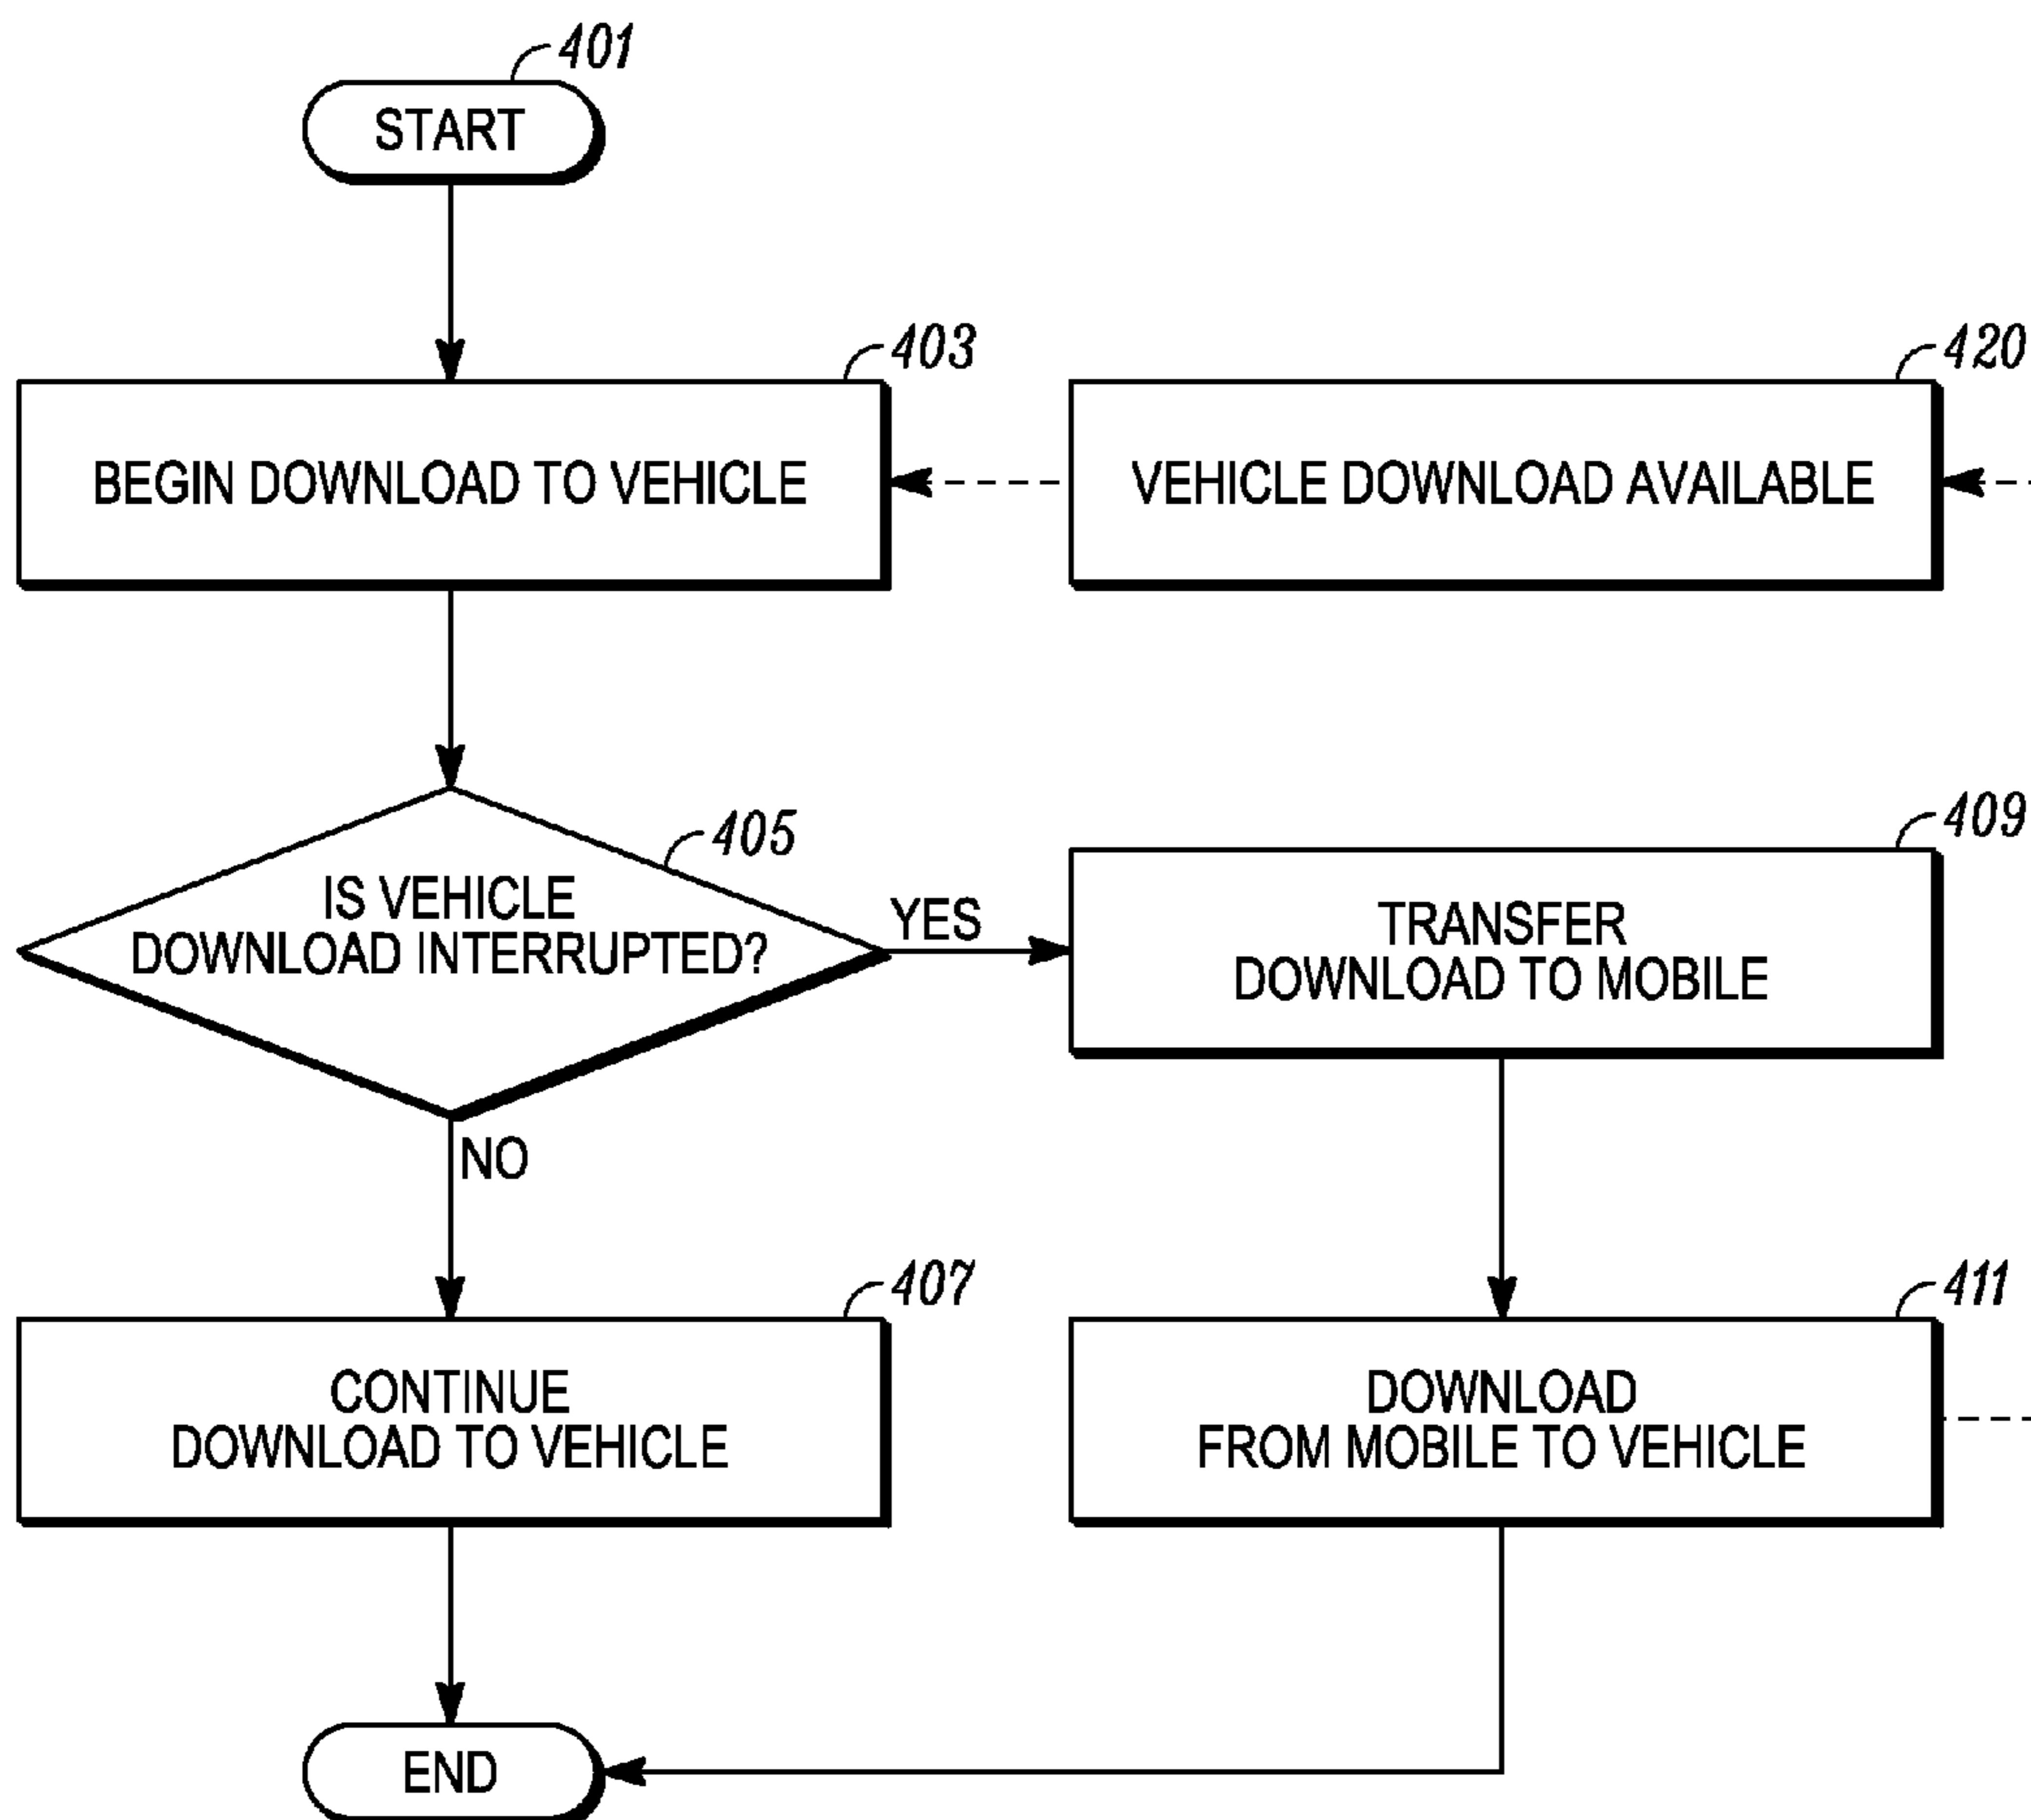 401
START
403
BEGIN DOWNLOAD TO VEHICLE
420
VEHICLE DOWNLOAD AVAILABLE
405
IS VEHICLE
DOWNLOAD INTERRUPTED?
YES
NO
409
TRANSFER
DOWNLOAD TO MOBILE
407
CONTINUE
DOWNLOAD TO VEHICLE
411
DOWNLOAD
FROM MOBILE TO VEHICLE
END